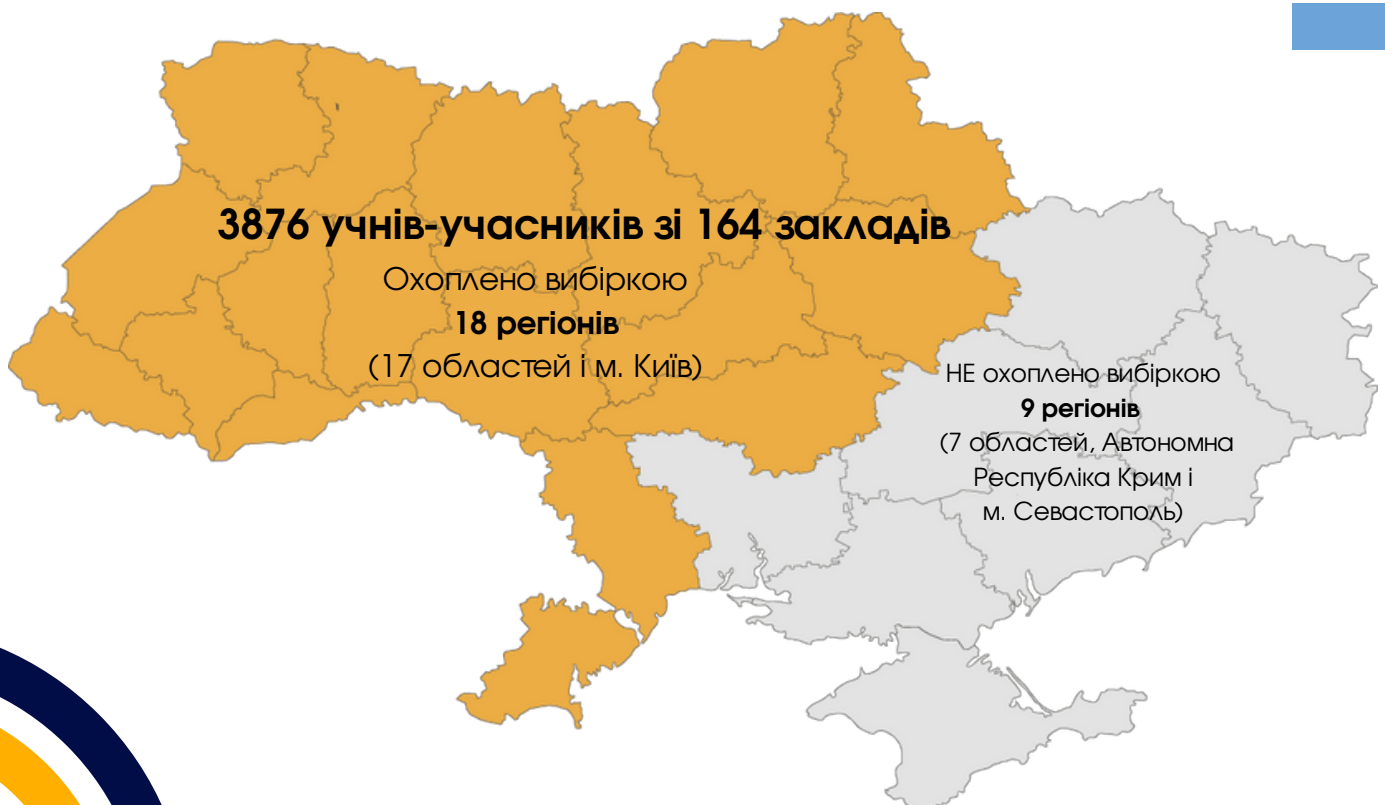 3876 учнів-учасників зі 164 закладів
Охоплено вибіркою
18 регіонів
(17 областей і м. Київ)
НЕ охоплено вибіркою
9 регіонів
(7 областей, Автономна
Республіка Крим і
м. Севастополь)